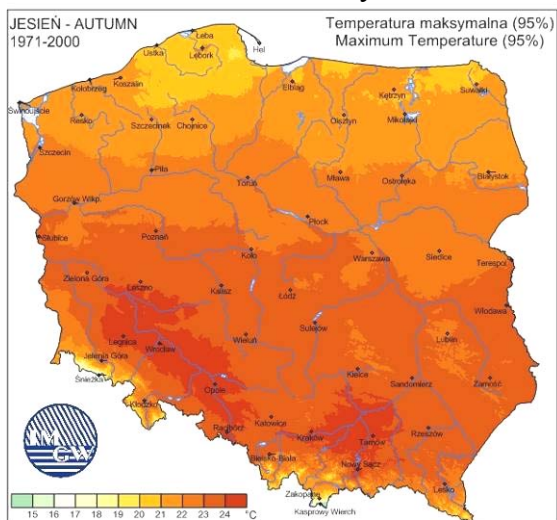 JESIEŃ - AUTUMN
1971-2000
Temperatura maksymalna (95%)
Maximum Temperature (95%)
Łeba
Ustka
Lębork
Hel
Kołobrzeg
Koszalin
Elbląg
Kętrzyn
Suwałki
Świnoujście
Resko
Szczecinek
Chojnice
Olsztyn
Mikołajki
Szczecin
Piła
Toruń
Mława
Ostrołęka
Białystok
Gorzów Wlkp.
Płock
Słubice
Poznań
Koło
Warszawa
Siedlce
Terespol
Zielona Góra
Leszno
Kalisz
Łódź
Włodawa
Legnica
Wrocław
Wieluń
Sulejów
Lublin
Jelenia Góra
Śnieżka
Opole
Kielce
Sandomierz
Zamość
Kłodzko
Racibórz
Katowice
Kraków
Tarnów
Rzeszów
Bielsko-Biała
Nowy Sącz
Lesko
Zakopane
Kasprowy Wierch
IM
GW
15 16 17 18 19 20 21 22 23 24 °C